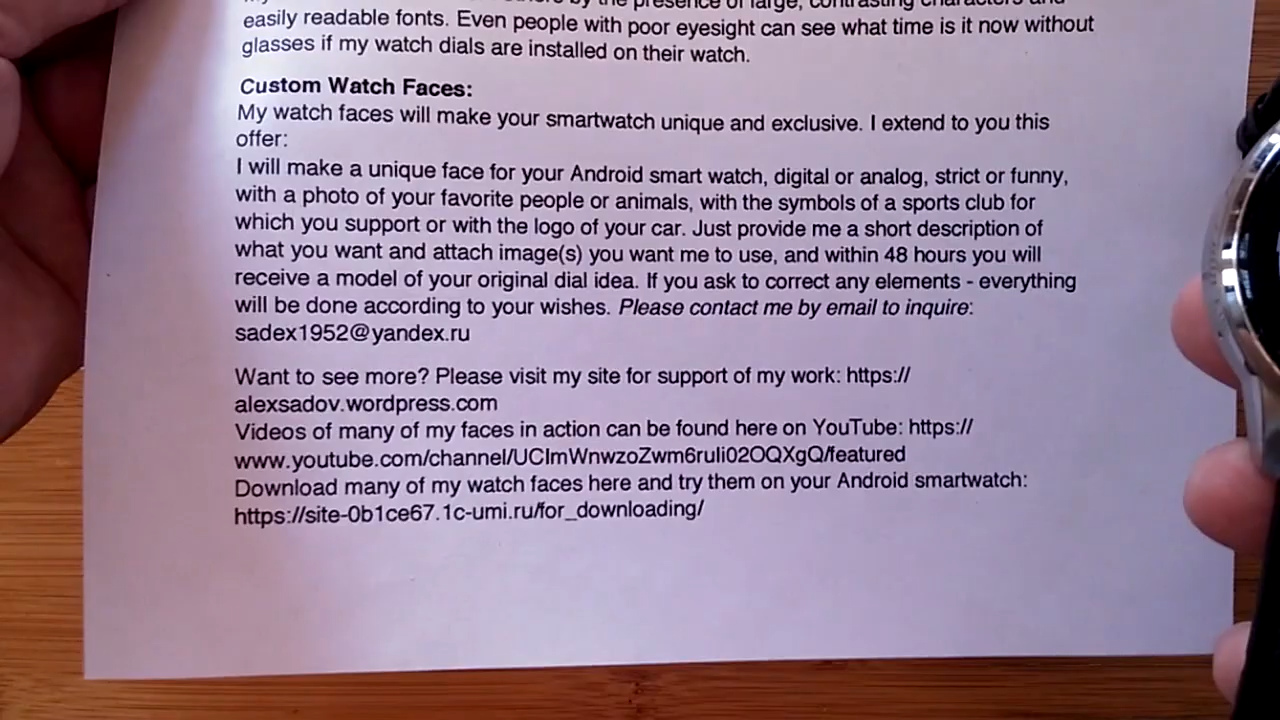 by the presence of large, contrasting characters and
easily readable fonts. Even people with poor eyesight can see what time is it now without
glasses if my watch dials are installed on their watch.
Custom Watch Faces:
My watch faces will make your smartwatch unique and exclusive. I extend to you this
offer:
I will make a unique face for your Android smart watch, digital or analog, strict or funny,
with a photo of your favorite people or animals, with the symbols of a sports club for
which you support or with the logo of your car. Just provide me a short description of
what you want and attach image(s) you want me to use, and within 48 hours you will
receive a model of your original dial idea. If you ask to correct any elements - everything
will be done according to your wishes. Please contact me by email to inquire:
sadex1952@yandex.ru
Want to see more? Please visit my site for support of my work: https://
alexsadov.wordpress.com
Videos of many of my faces in action can be found here on YouTube: https://
www.youtube.com/channel/UCImWnwzoZwm6ruli02OQXgQ/featured
Download many of my watch faces here and try them on your Android smartwatch:
https://site-0b1ce67.1c-umi.ru/for_downloading/